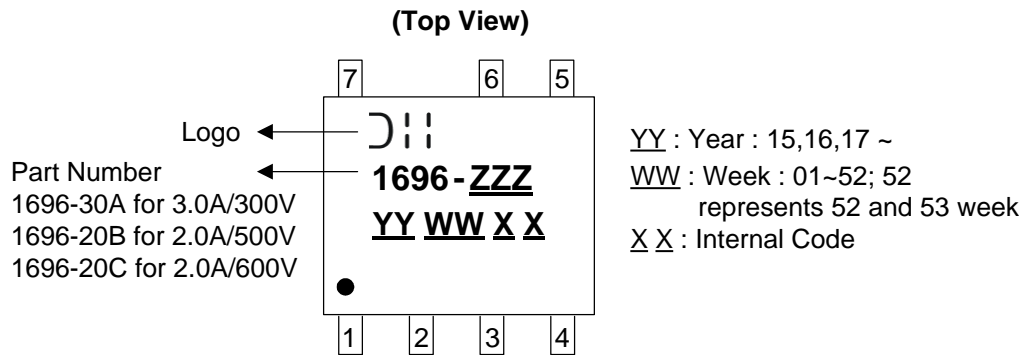 (Top View)
7 6 5
Logo
Part Number
1696-30A for 3.0A/300V
1696-20B for 2.0A/500V
1696-20C for 2.0A/600V
1696-ZZZ
YY WW X X
YY : Year : 15,16,17 ~
WW : Week : 01~52; 52
represents 52 and 53 week
X X : Internal Code
1 2 3 4